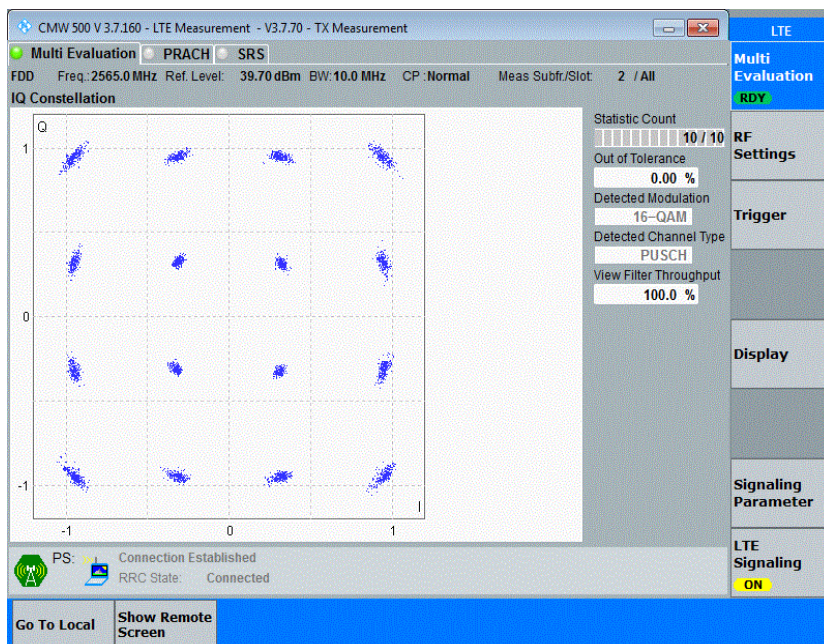 CMW 500 V 3.7.160 - LTE Measurement - V3.7.70 - TX Measurement
LTE
Multi Evaluation PRACH SRS
Multi
Evaluation
RDY
FDD Freq.: 2565.0 MHz Ref. Level: 39.70 dBm BW: 10.0 MHz CP : Normal Meas Subfr./Slot: 2 / All
IQ Constellation
Q
1
0
-1
I
-1 0 1
Statistic Count
10 / 10
Out of Tolerance
0.00 %
Detected Modulation
16-QAM
Detected Channel Type
PUSCH
View Filter Throughput
100.0 %
RF
Settings
Trigger
Display
Signaling
Parameter
LTE
Signaling
ON
PS: Connection Established
RRC State: Connected
Go To Local
Show Remote
Screen